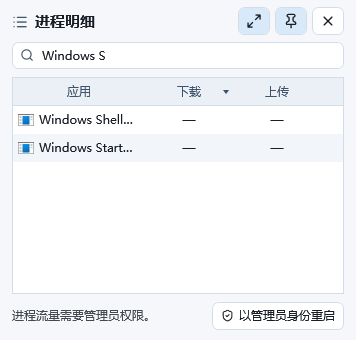 进程明细
Windows S
应用 下载 上传
Windows Shell... — —
Windows Start... — —
进程流量需要管理员权限。 以管理员身份重启